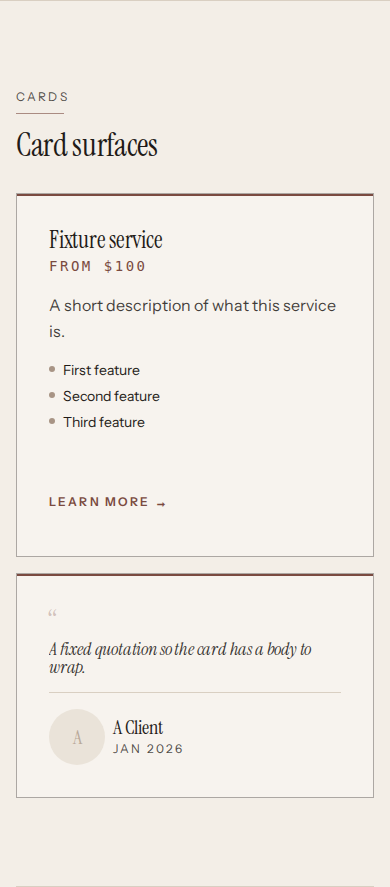 CARDS
Card surfaces
Fixture service
FROM $100
A short description of what this service
is.
First feature
Second feature
Third feature
LEARN MORE →
“
A fixed quotation so the card has a body to
wrap.
A
A Client
JAN 2026